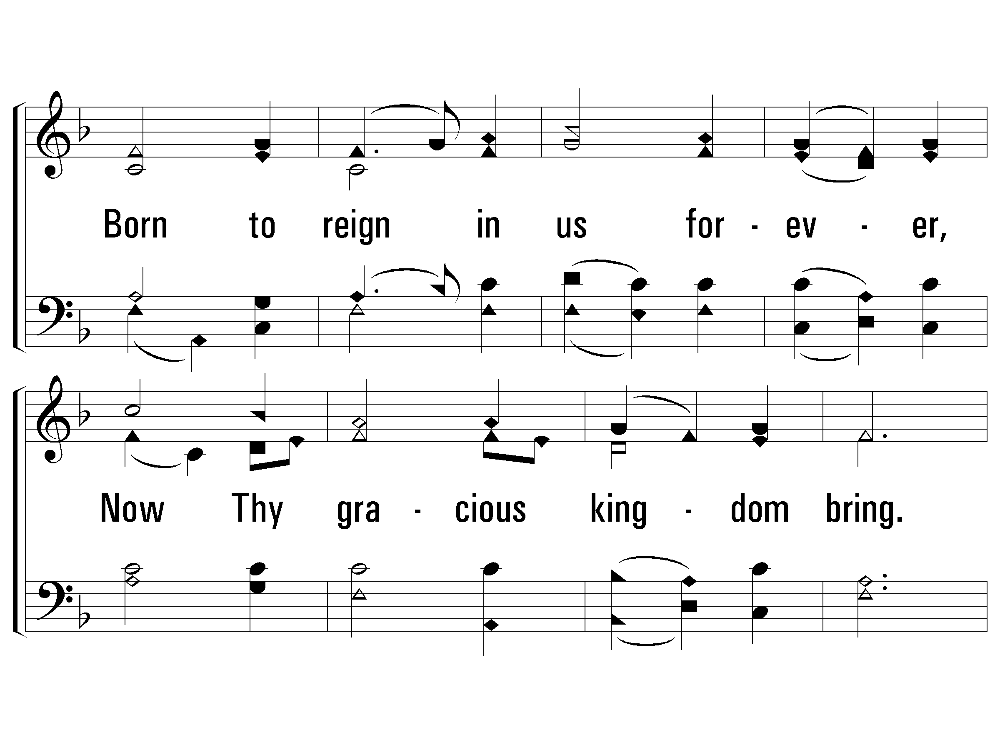 Born to reign in us for - ev - er,
Now Thy gra - cious king - dom bring.